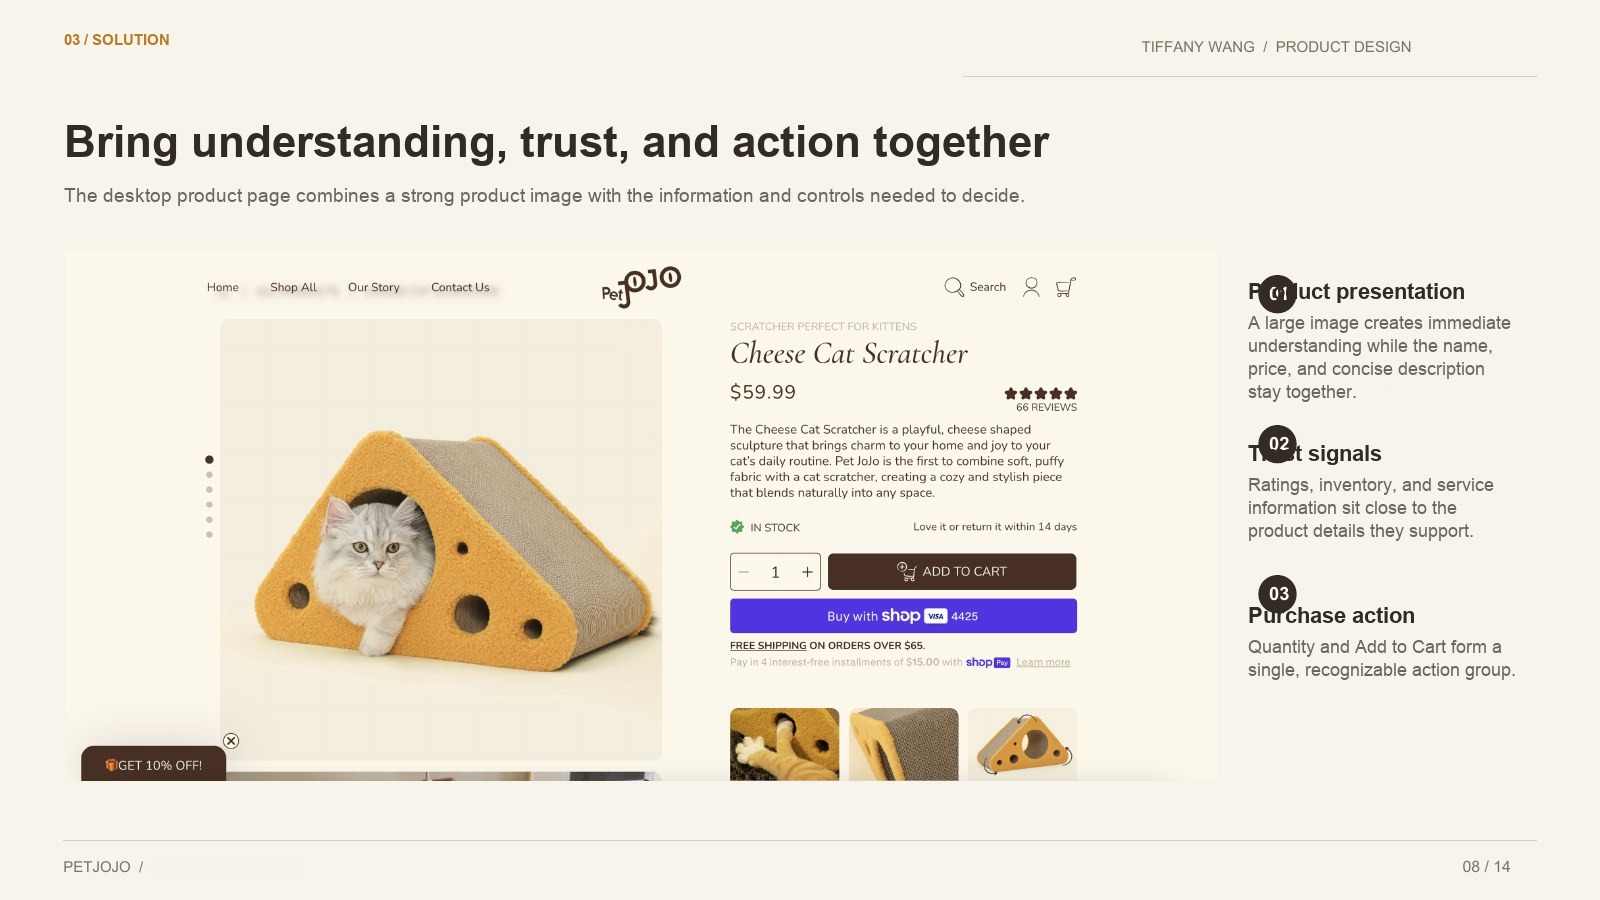 03 / SOLUTION
TIFFANY WANG / PRODUCT DESIGN
Bring understanding, trust, and action together
The desktop product page combines a strong product image with the information and controls needed to decide.
Home Shop All Our Story Contact Us
Pet JOJO
Search
SCRATCHER PERFECT FOR KITTENS
Cheese Cat Scratcher
$59.99
66 REVIEWS
The Cheese Cat Scratcher is a playful, cheese shaped
sculpture that brings charm to your home and joy to your
cat's daily routine. Pet JoJo is the first to combine soft, puffy
fabric with a cat scratcher, creating a cozy and stylish piece
that blends naturally into any space.
IN STOCK
Love it or return it within 14 days
1
ADD TO CART
Buy with shop VISA 4425
FREE SHIPPING ON ORDERS OVER $65.
Pay in 4 interest-free installments of $15.00 with shop Pay Learn more
GET 10% OFF!
01
Product presentation
A large image creates immediate
understanding while the name,
price, and concise description
stay together.
02
Trust signals
Ratings, inventory, and service
information sit close to the
product details they support.
03
Purchase action
Quantity and Add to Cart form a
single, recognizable action group.
PETJOJO /
08 / 14